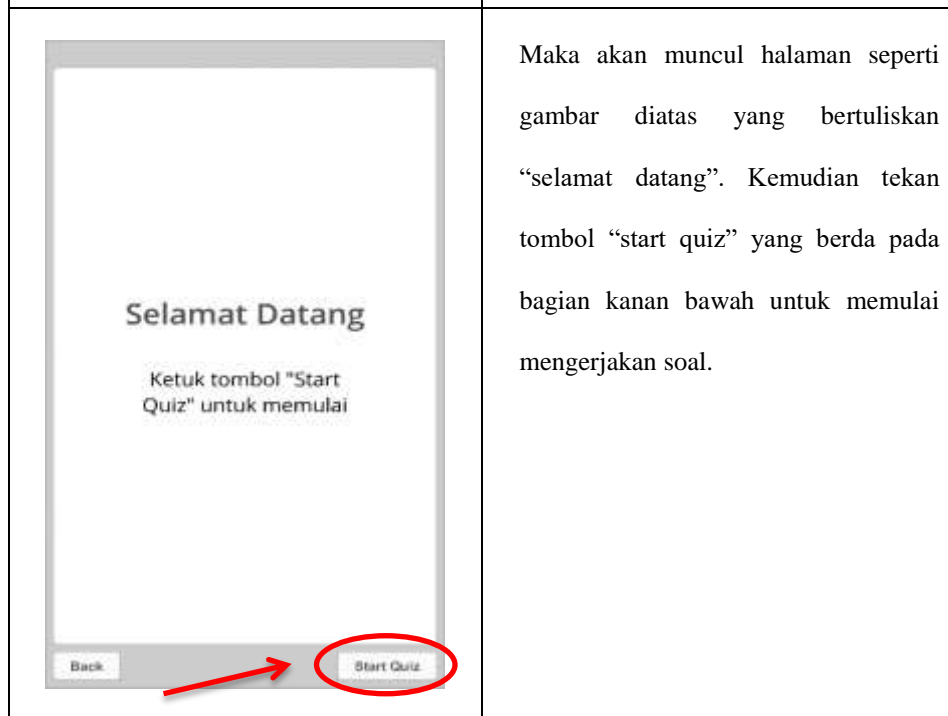 Selamat Datang
Ketuk tombol "Start
Quiz" untuk memulai
Back
Start Quiz
Maka akan muncul halaman seperti
gambar diatas yang bertuliskan
“selamat datang”. Kemudian tekan
tombol “start quiz” yang berda pada
bagian kanan bawah untuk memulai
mengerjakan soal.